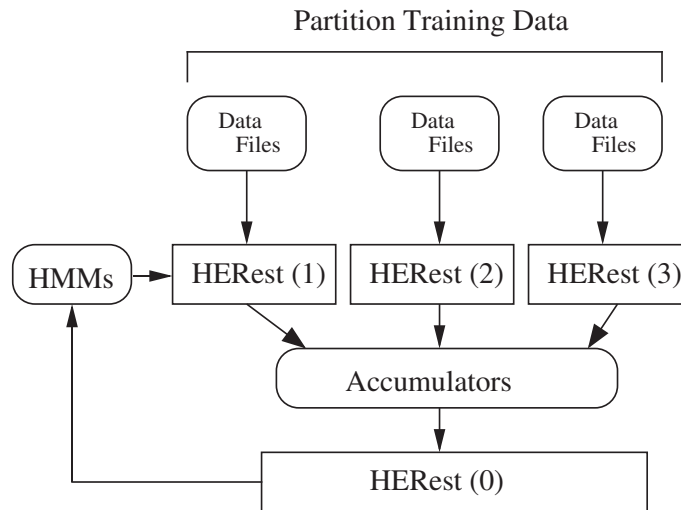 Partition Training Data
Data
Files
Data
Files
Data
Files
HMMs
HERest (1)
HERest (2)
HERest (3)
Accumulators
HERest (0)